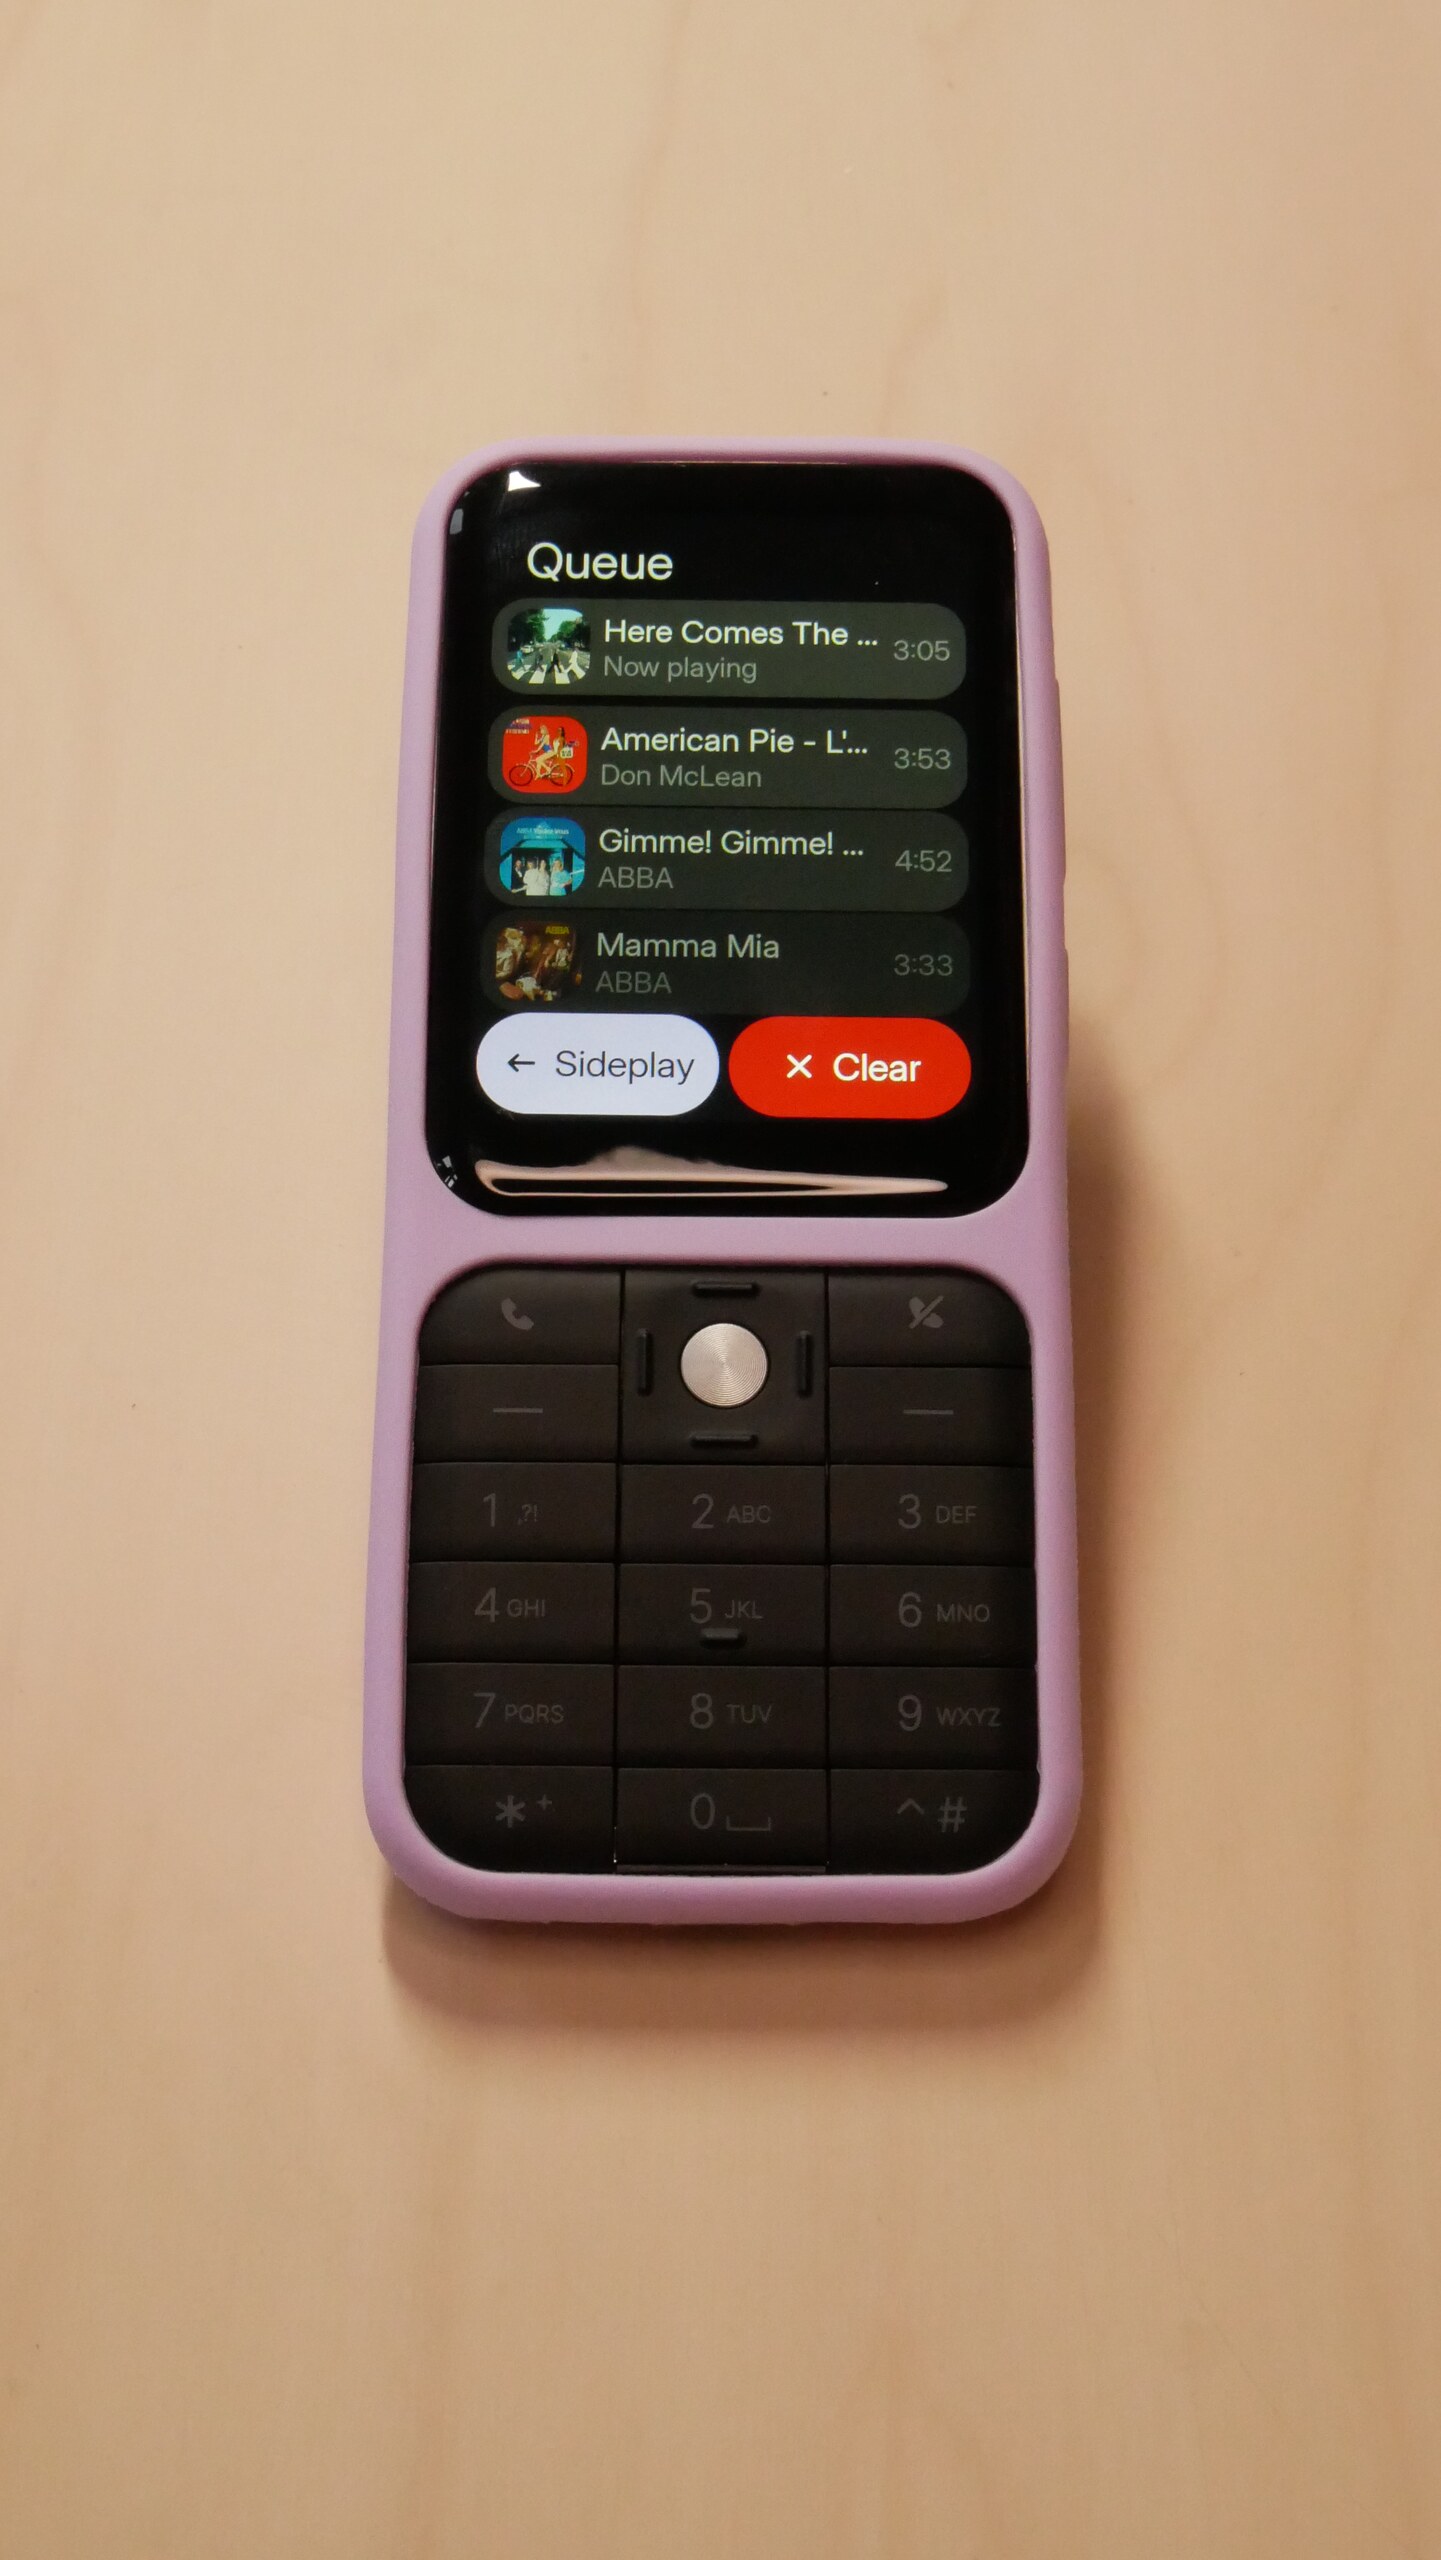 Queue
Here Comes The ...
Now playing
3:05
American Pie - L'...
Don McLean
3:53
Gimme! Gimme! ...
ABBA
4:52
Mamma Mia
ABBA
3:33
← Sideplay
× Clear
1 ,?!
2 ABC
3 DEF
4 GHI
5 JKL
6 MNO
7 PQRS
8 TUV
9 WXYZ
* +
0
^ #